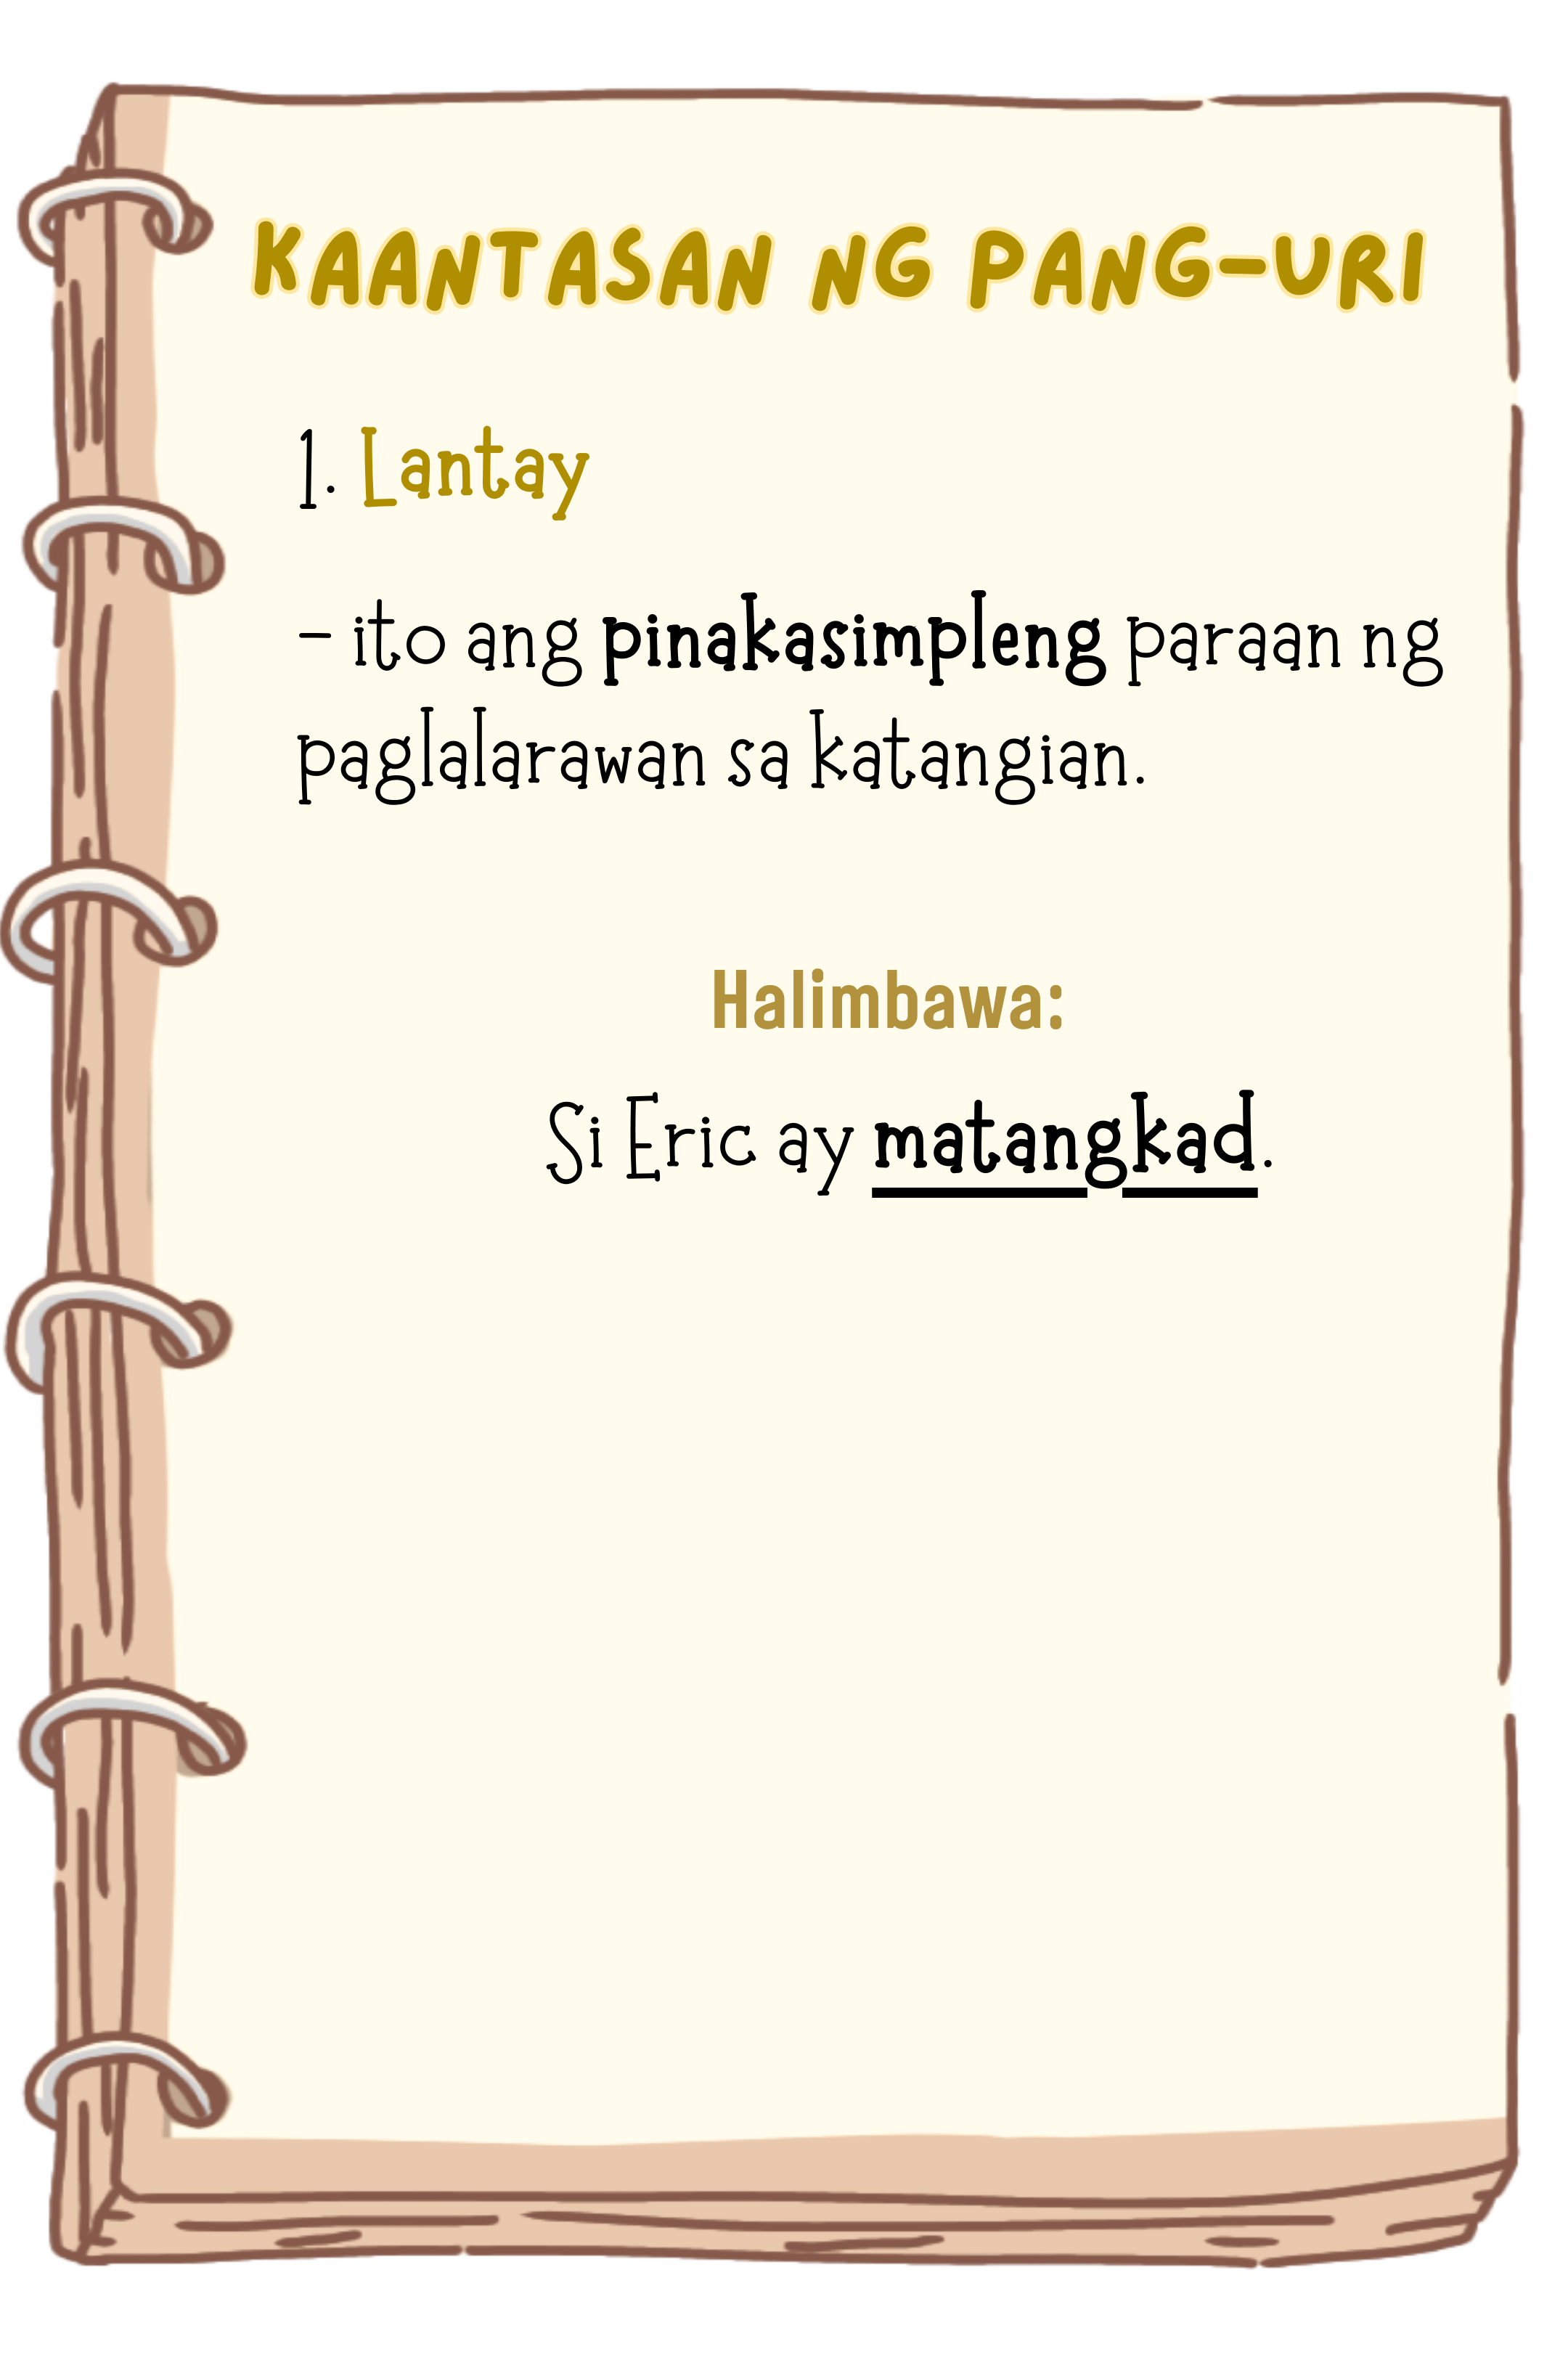 KAANTASAN NG PANG-URI
1. Lantay
- ito ang pinakasimpleng paraan ng
paglalarawan sa katangian.
Halimbawa:
Si Eric ay matangkad.